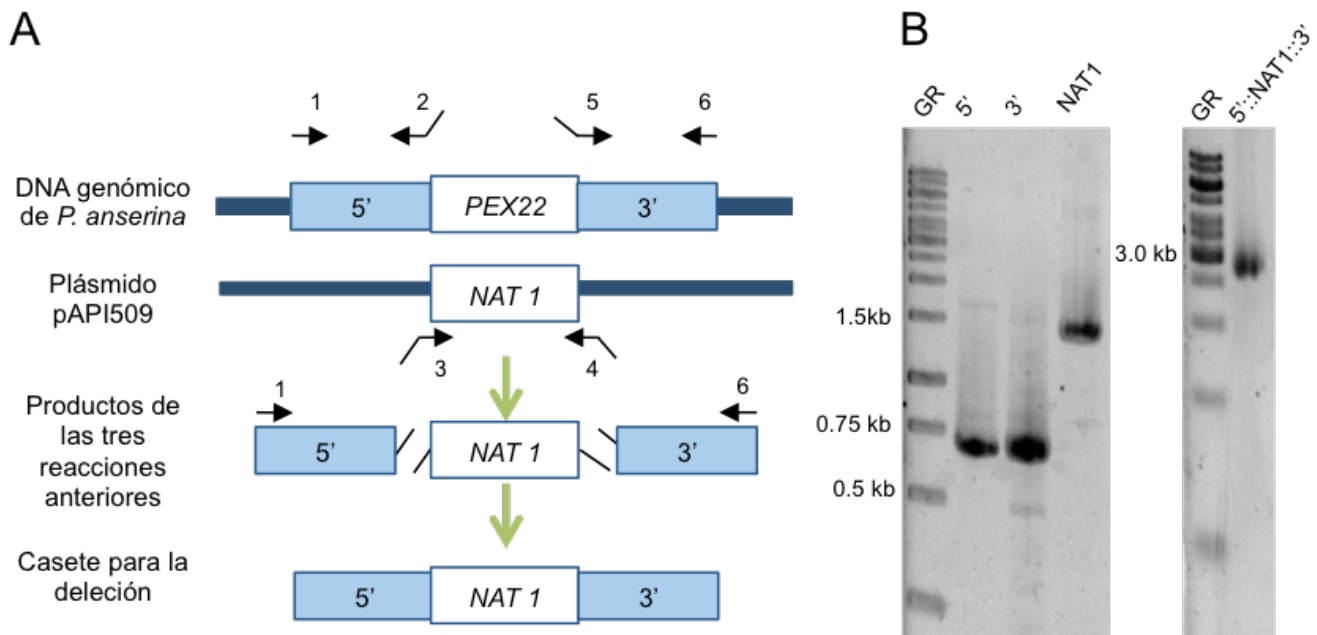 A
1
2
5
6
DNA genómico
de P. anserina
5'
PEX22
3'
Plásmido
pAPI509
NAT 1
3
4
Productos de
las tres
reacciones
anteriores
1
6
5'
NAT 1
3'
Casete para la
deleción
5'
NAT 1
3'
B
GR
5'
3'
NAT1
GR
5'::NAT1::3'
3.0 kb
1.5kb
0.75 kb
0.5 kb